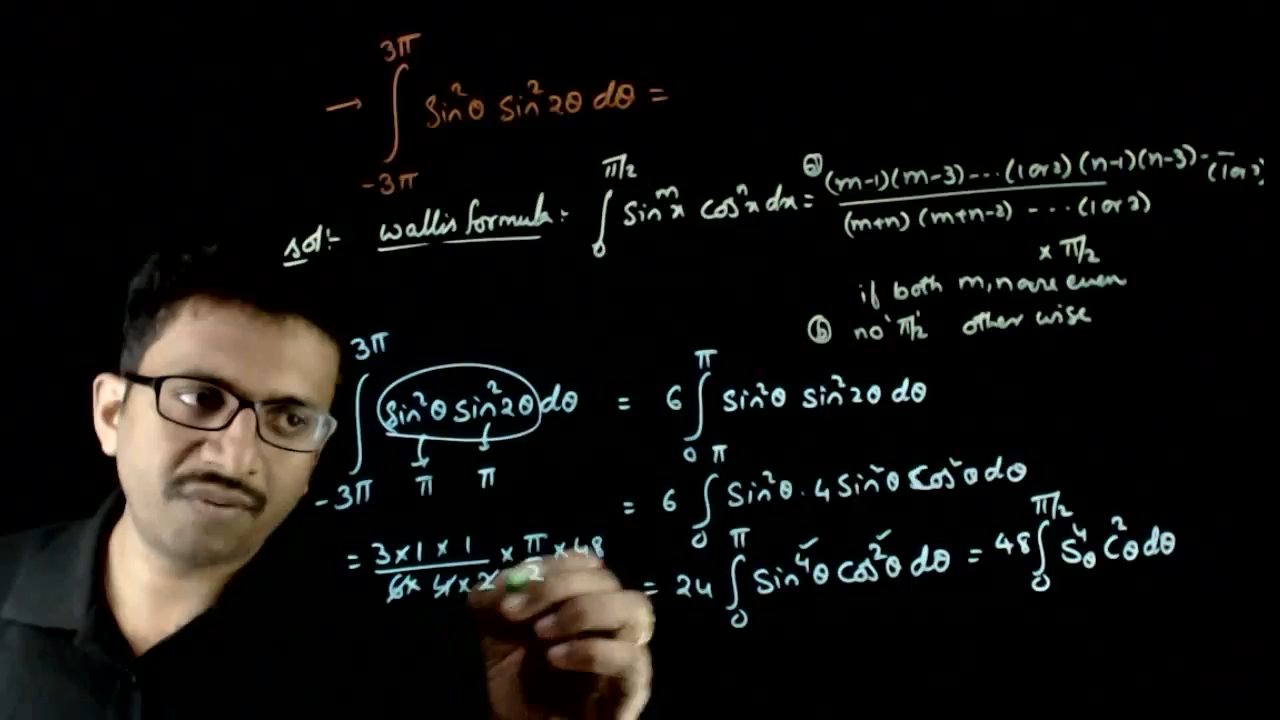 → ∫_{-3π}^{3π} sin²θ sin²2θ dθ =
sol:- wallis formula:- ∫_0^{π/2} sin^m x cos^n x dx = ⓐ (m-1)(m-3)---(1 or 2)(n-1)(n-3)--(1 or 2) / (m+n)(m+n-2) - ---(1 or 2)
× π/2
if both m, n are even
ⓑ no π/2 other wise
∫_{-3π}^{3π} sin²θ sin²2θ dθ = 6 ∫_0^π sin²θ sin²2θ dθ
π π
= 6 ∫_0^π sin²θ . 4 sin²θ cos²θ dθ
= 24 ∫_0^π sin⁴θ cos²θ dθ = 48 ∫_0^{π/2} S⁴θ C²θ dθ
= 3×1×1 / 6×4×2 × π/2 × 48